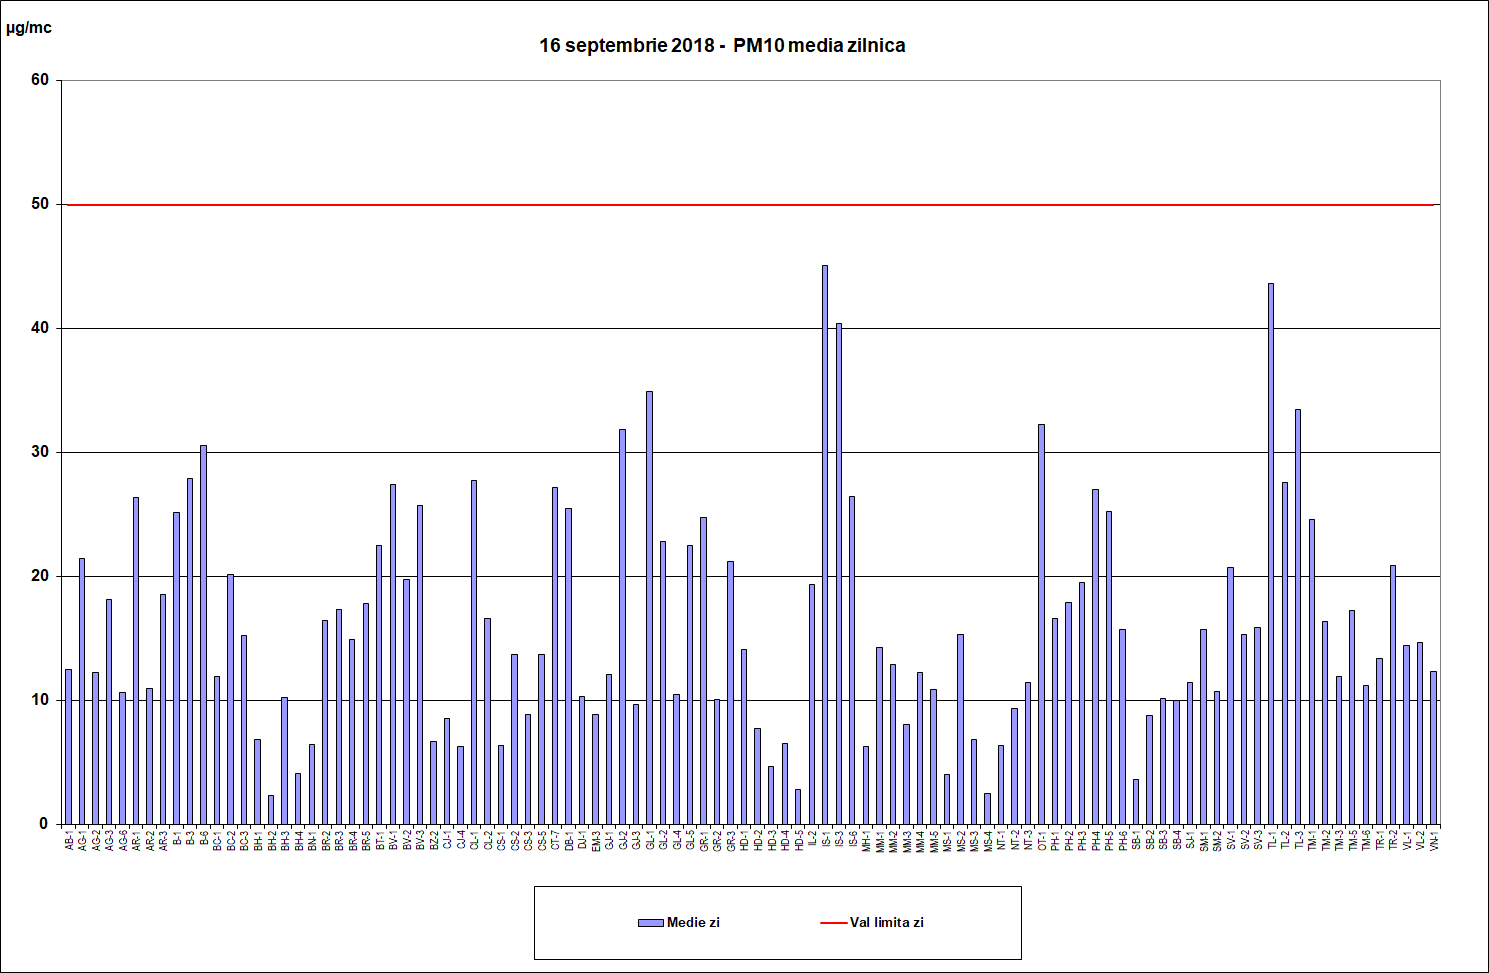 µg/mc
16 septembrie 2018 - PM10 media zilnica
60
50
40
30
20
10
0
AB-1 AG-1 AG-2 AG-3 AG-6 AR-1 AR-2 AR-3 B-1 B-3 B-6 BC-1 BC-2 BC-3 BH-1 BH-2 BH-3 BH-4 BN-1 BR-2 BR-3 BR-4 BR-5 BT-1 BV-1 BV-2 BV-3 BZ-2 CJ-1 CJ-4 CL-1 CL-2 CS-1 CS-2 CS-3 CS-5 CT-7 DB-1 DJ-1 EM-3 GJ-1 GJ-2 GJ-3 GL-1 GL-2 GL-4 GL-5 GR-1 GR-2 GR-3 HD-1 HD-2 HD-3 HD-4 HD-5 IL-2 IS-1 IS-3 IS-6 MH-1 MM-1 MM-2 MM-3 MM-4 MM-5 MS-1 MS-2 MS-3 MS-4 NT-1 NT-2 NT-3 OT-1 PH-1 PH-2 PH-3 PH-4 PH-5 PH-6 SB-1 SB-2 SB-3 SB-4 SJ-1 SM-1 SM-2 SV-1 SV-2 SV-3 TL-1 TL-2 TL-3 TM-1 TM-2 TM-3 TM-5 TM-6 TR-1 TR-2 VL-1 VL-2 VN-1
Medie zi
Val limita zi